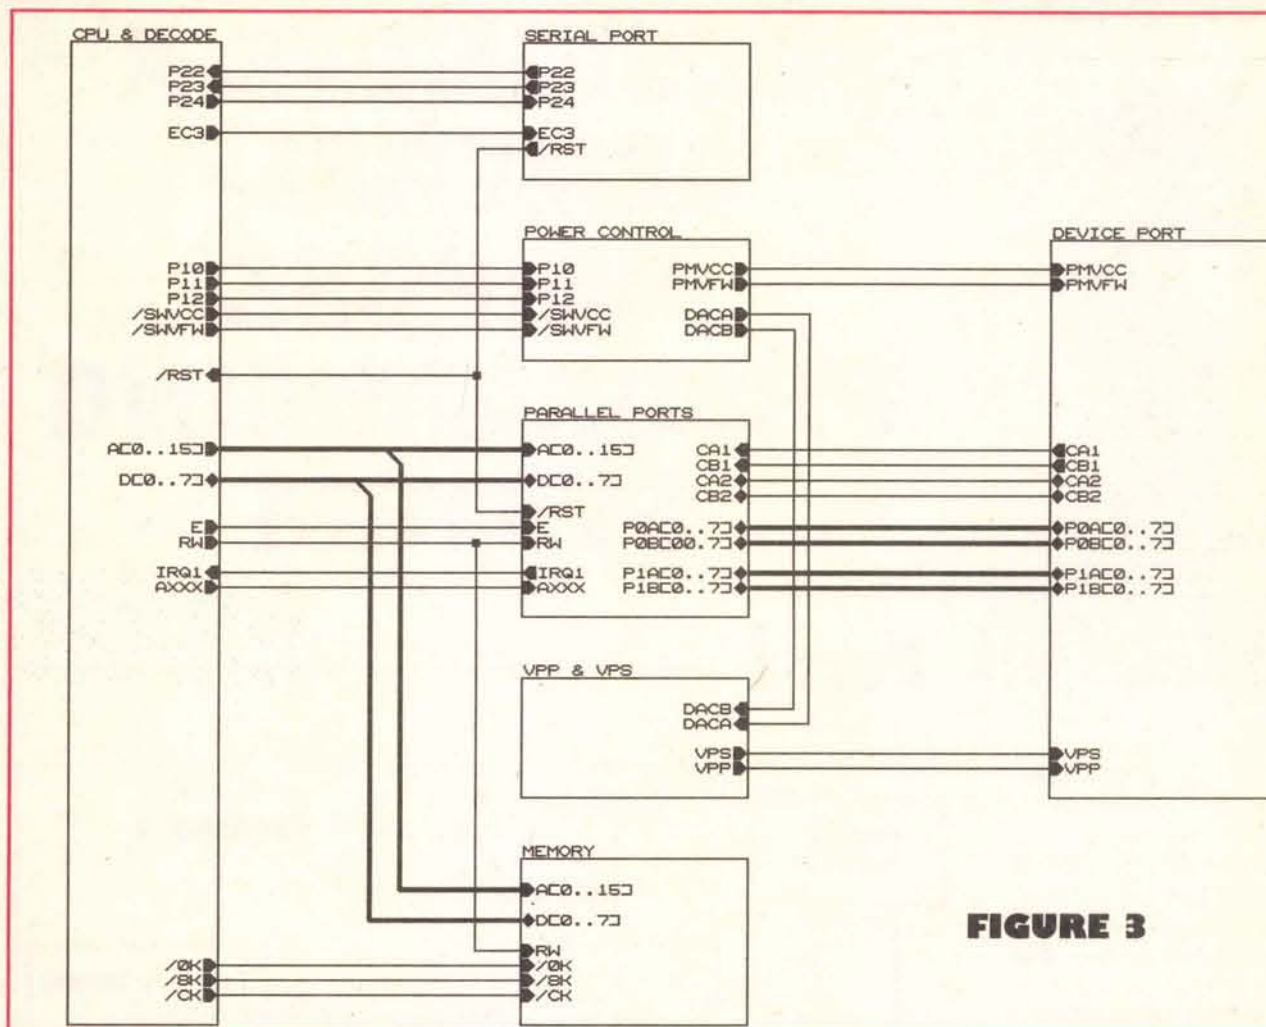 CPU & DECODE
P22
P23
P24
EC3
P10
P11
P12
/SWVCC
/SWVFW
/RST
A[0..15]
D[0..7]
E
RW
IRQ1
AXXX
/0K
/8K
/CK
SERIAL PORT
P22
P23
P24
EC3
/RST
POWER CONTROL
P10
P11
P12
/SWVCC
/SWVFW
PMVCC
PMVFW
DACA
DACB
PARALLEL PORTS
A[0..15]
D[0..7]
/RST
E
RW
IRQ1
AXXX
CA1
CB1
CA2
CB2
P0A[0..7]
P0B[00..7]
P1A[0..7]
P1B[0..7]
VPP & VPS
DACB
DACA
VPS
VPP
MEMORY
A[0..15]
D[0..7]
RW
/0K
/8K
/CK
DEVICE PORT
PMVCC
PMVFW
CA1
CB1
CA2
CB2
P0A[0..7]
P0B[0..7]
P1A[0..7]
P1B[0..7]
VPS
VPP
FIGURE 3